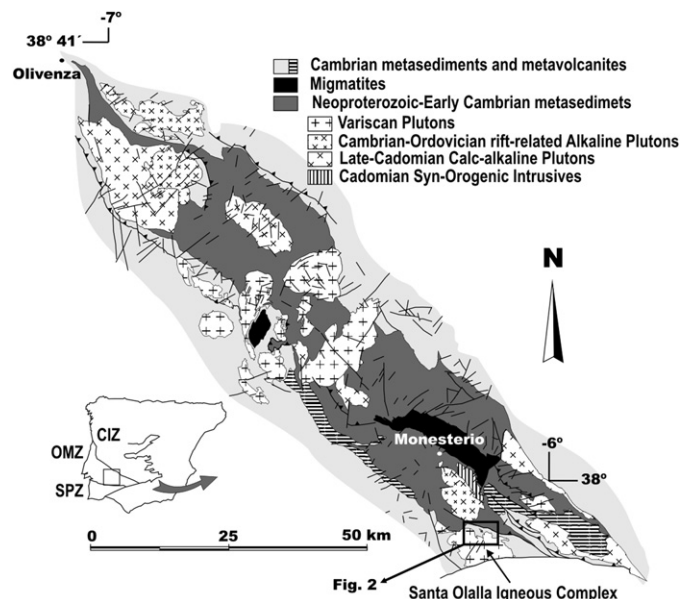 -7º
38º 41´
Olivenza
Cambrian metasediments and metavolcanites
Migmatites
Neoproterozoic-Early Cambrian metasedimets
Variscan Plutons
Cambrian-Ordovician rift-related Alkaline Plutons
Late-Cadomian Calc-alkaline Plutons
Cadomian Syn-Orogenic Intrusives
N
Monesterio
-6º
38º
CIZ
OMZ
SPZ
0 25 50 km
Fig. 2
Santa Olalla Igneous Complex